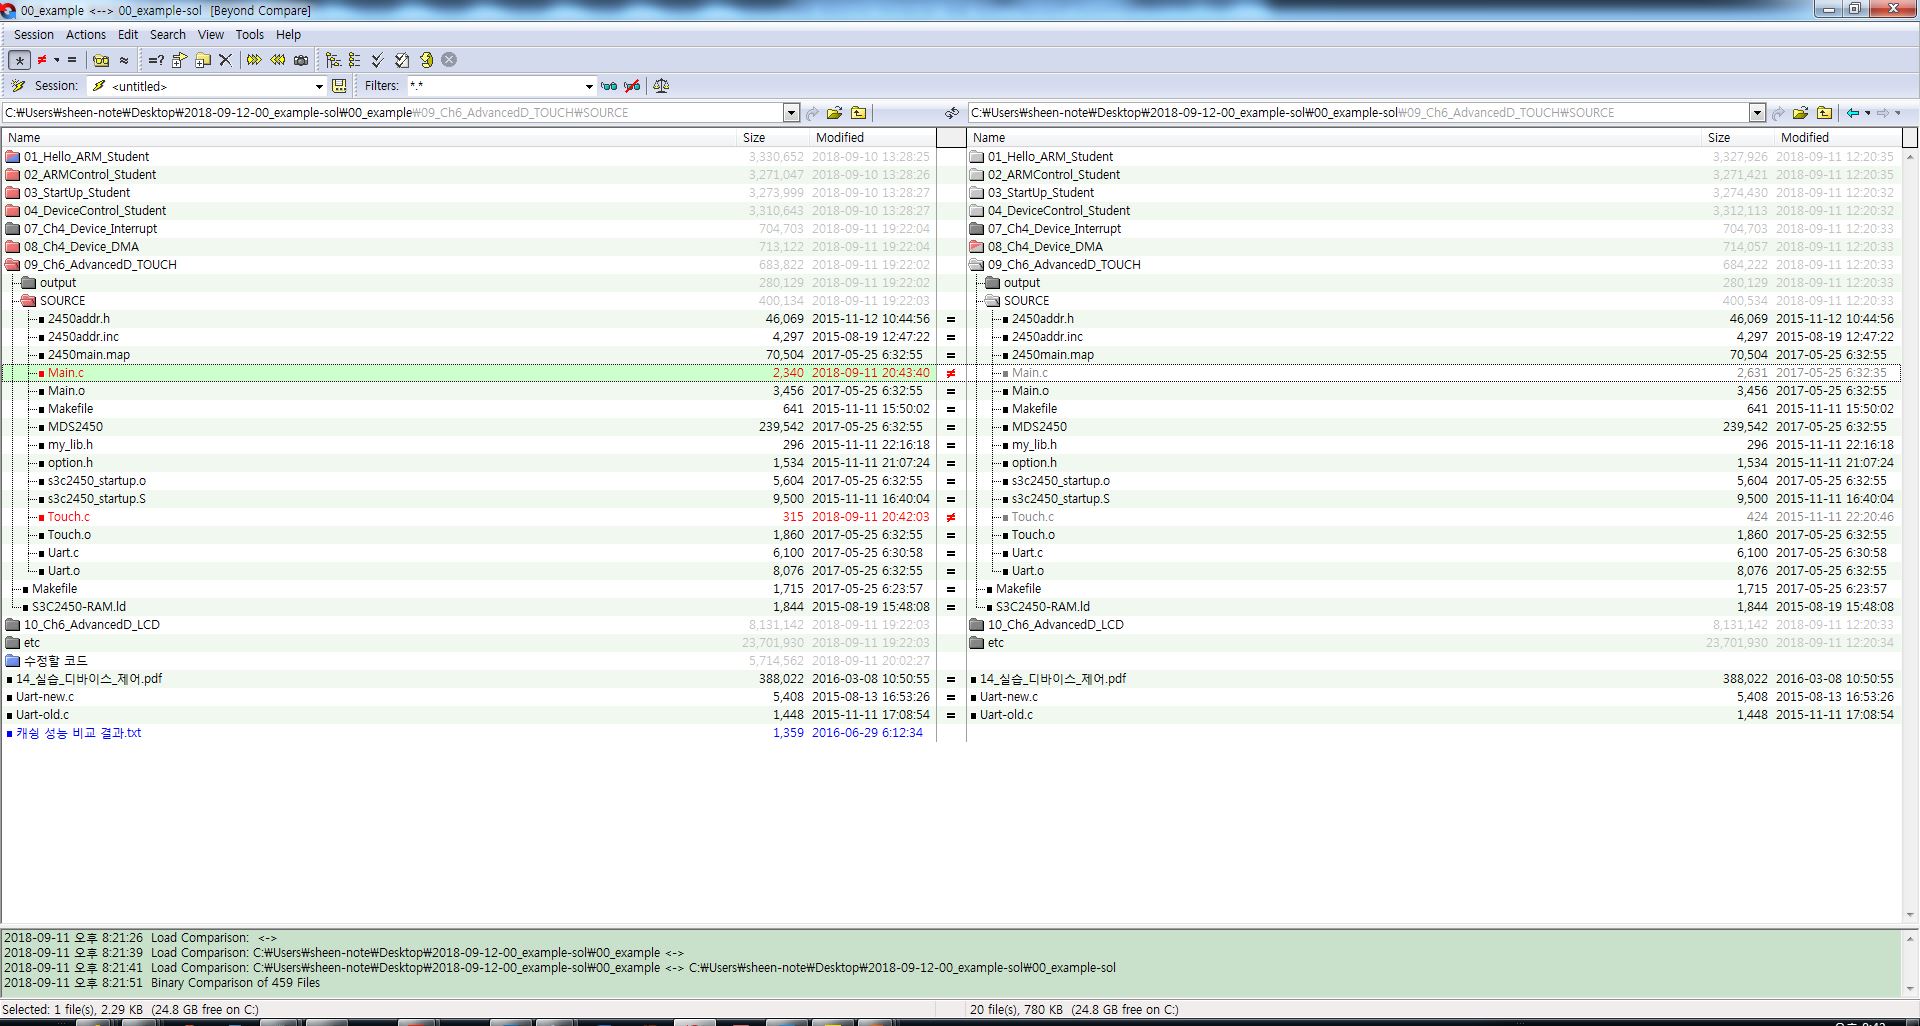 00_example <--> 00_example-sol [Beyond Compare]
Session Actions Edit Search View Tools Help
Session: <untitled> Filters: *.*
C:₩Users₩sheen-note₩Desktop₩2018-09-12-00_example-sol₩00_example₩09_Ch6_AdvancedD_TOUCH₩SOURCE C:₩Users₩sheen-note₩Desktop₩2018-09-12-00_example-sol₩00_example-sol₩09_Ch6_AdvancedD_TOUCH₩SOURCE
Name Size Modified Name Size Modified
01_Hello_ARM_Student 3,330,652 2018-09-10 13:28:25 01_Hello_ARM_Student 3,327,926 2018-09-11 12:20:35
02_ARMControl_Student 3,271,047 2018-09-10 13:28:26 02_ARMControl_Student 3,271,421 2018-09-11 12:20:35
03_StartUp_Student 3,273,999 2018-09-10 13:28:27 03_StartUp_Student 3,274,430 2018-09-11 12:20:32
04_DeviceControl_Student 3,310,643 2018-09-10 13:28:27 04_DeviceControl_Student 3,312,113 2018-09-11 12:20:32
07_Ch4_Device_Interrupt 704,703 2018-09-11 19:22:04 07_Ch4_Device_Interrupt 704,703 2018-09-11 12:20:33
08_Ch4_Device_DMA 713,122 2018-09-11 19:22:04 08_Ch4_Device_DMA 714,057 2018-09-11 12:20:33
09_Ch6_AdvancedD_TOUCH 683,822 2018-09-11 19:22:02 09_Ch6_AdvancedD_TOUCH 684,222 2018-09-11 12:20:33
output 280,129 2018-09-11 19:22:02 output 280,129 2018-09-11 12:20:33
SOURCE 400,134 2018-09-11 19:22:03 SOURCE 400,534 2018-09-11 12:20:33
2450addr.h 46,069 2015-11-12 10:44:56 = 2450addr.h 46,069 2015-11-12 10:44:56
2450addr.inc 4,297 2015-08-19 12:47:22 = 2450addr.inc 4,297 2015-08-19 12:47:22
2450main.map 70,504 2017-05-25 6:32:55 = 2450main.map 70,504 2017-05-25 6:32:55
Main.c 2,340 2018-09-11 20:43:40 ≠ Main.c 2,631 2017-05-25 6:32:35
Main.o 3,456 2017-05-25 6:32:55 = Main.o 3,456 2017-05-25 6:32:55
Makefile 641 2015-11-11 15:50:02 = Makefile 641 2015-11-11 15:50:02
MDS2450 239,542 2017-05-25 6:32:55 = MDS2450 239,542 2017-05-25 6:32:55
my_lib.h 296 2015-11-11 22:16:18 = my_lib.h 296 2015-11-11 22:16:18
option.h 1,534 2015-11-11 21:07:24 = option.h 1,534 2015-11-11 21:07:24
s3c2450_startup.o 5,604 2017-05-25 6:32:55 = s3c2450_startup.o 5,604 2017-05-25 6:32:55
s3c2450_startup.S 9,500 2015-11-11 16:40:04 = s3c2450_startup.S 9,500 2015-11-11 16:40:04
Touch.c 315 2018-09-11 20:42:03 ≠ Touch.c 424 2015-11-11 22:20:46
Touch.o 1,860 2017-05-25 6:32:55 = Touch.o 1,860 2017-05-25 6:32:55
Uart.c 6,100 2017-05-25 6:30:58 = Uart.c 6,100 2017-05-25 6:30:58
Uart.o 8,076 2017-05-25 6:32:55 = Uart.o 8,076 2017-05-25 6:32:55
Makefile 1,715 2017-05-25 6:23:57 = Makefile 1,715 2017-05-25 6:23:57
S3C2450-RAM.ld 1,844 2015-08-19 15:48:08 = S3C2450-RAM.ld 1,844 2015-08-19 15:48:08
10_Ch6_AdvancedD_LCD 8,131,142 2018-09-11 19:22:03 10_Ch6_AdvancedD_LCD 8,131,142 2018-09-11 12:20:33
etc 23,701,930 2018-09-11 19:22:03 etc 23,701,930 2018-09-11 12:20:34
수정할 코드 5,714,562 2018-09-11 20:02:27
14_실습_디바이스_제어.pdf 388,022 2016-03-08 10:50:55 = 14_실습_디바이스_제어.pdf 388,022 2016-03-08 10:50:55
Uart-new.c 5,408 2015-08-13 16:53:26 = Uart-new.c 5,408 2015-08-13 16:53:26
Uart-old.c 1,448 2015-11-11 17:08:54 = Uart-old.c 1,448 2015-11-11 17:08:54
캐슁 성능 비교 결과.txt 1,359 2016-06-29 6:12:34
2018-09-11 오후 8:21:26 Load Comparison: <->
2018-09-11 오후 8:21:39 Load Comparison: C:₩Users₩sheen-note₩Desktop₩2018-09-12-00_example-sol₩00_example <->
2018-09-11 오후 8:21:41 Load Comparison: C:₩Users₩sheen-note₩Desktop₩2018-09-12-00_example-sol₩00_example <-> C:₩Users₩sheen-note₩Desktop₩2018-09-12-00_example-sol₩00_example-sol
2018-09-11 오후 8:21:51 Binary Comparison of 459 Files
Selected: 1 file(s), 2.29 KB (24.8 GB free on C:) 20 file(s), 780 KB (24.8 GB free on C:)